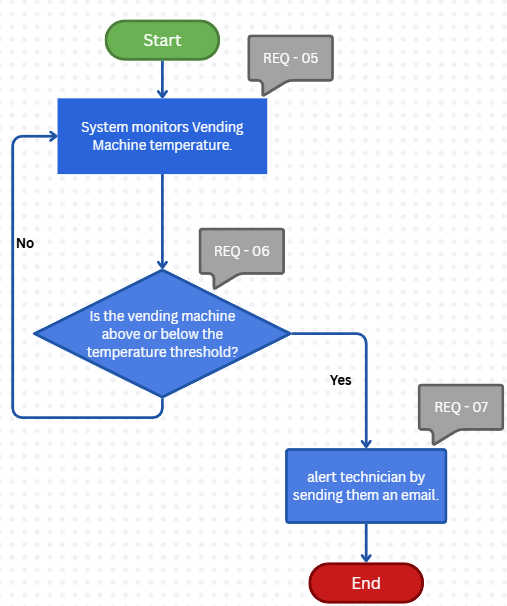 Start
REQ - 05
System monitors Vending
Machine temperature.
No
REQ - 06
Is the vending machine
above or below the
temperature threshold?
Yes
REQ - 07
alert technician by
sending them an email.
End